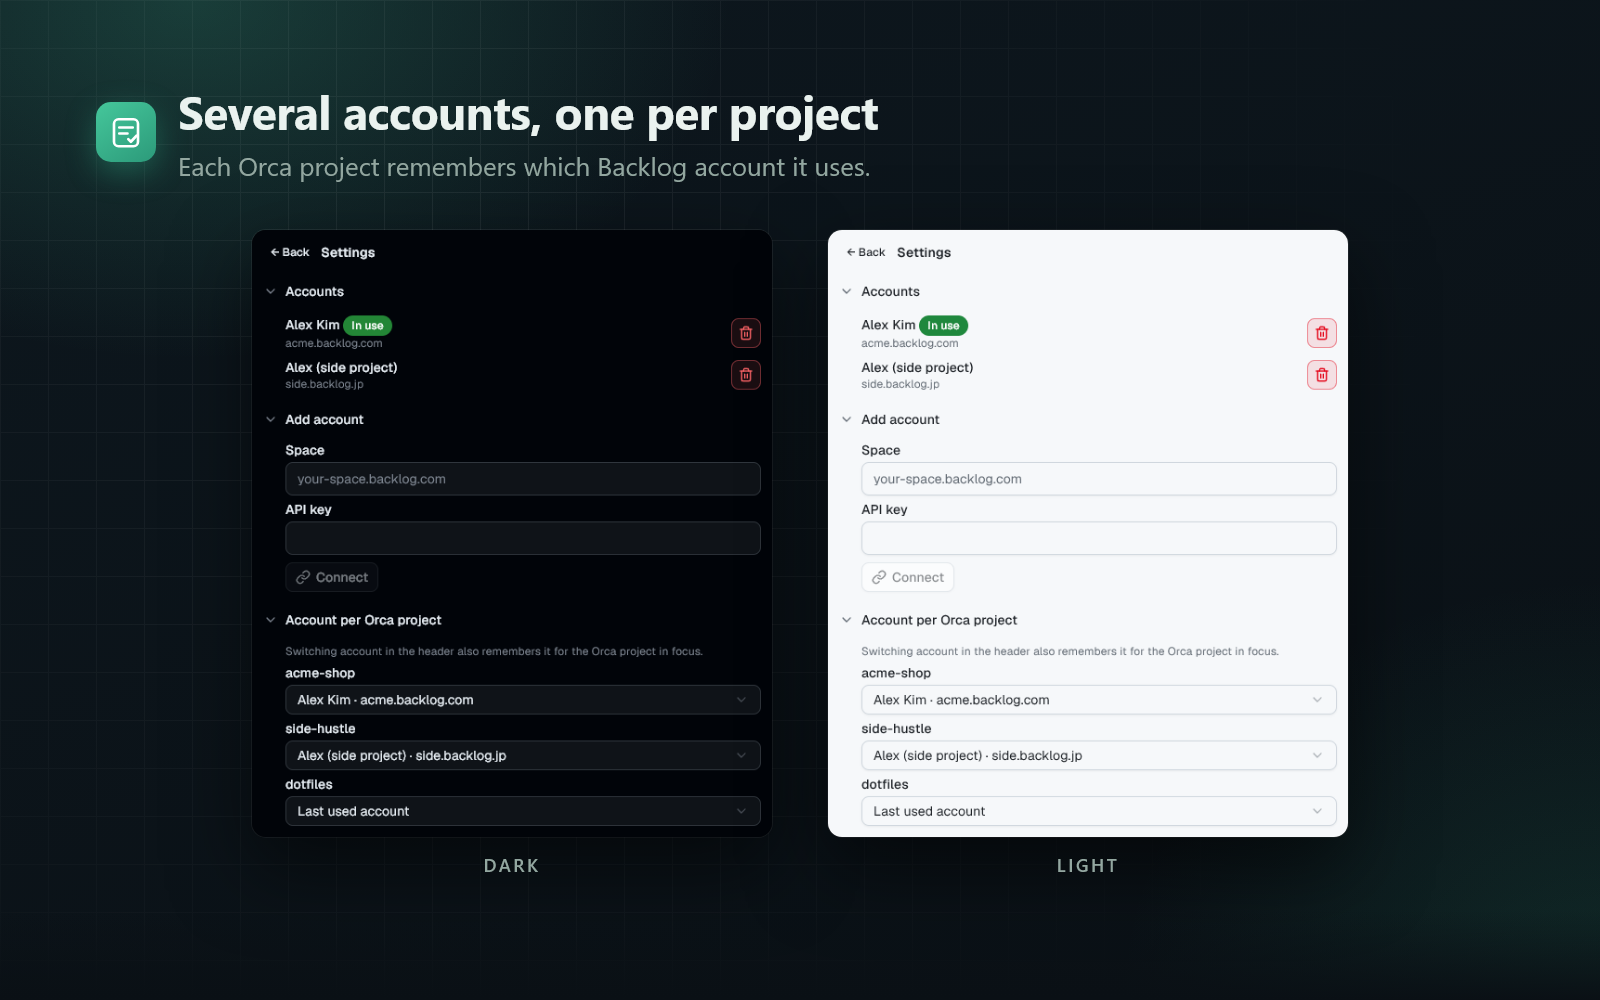 Several accounts, one per project
Each Orca project remembers which Backlog account it uses.
← Back Settings
Accounts
Alex Kim In use
acme.backlog.com
Alex (side project)
side.backlog.jp
Add account
Space
your-space.backlog.com
API key
Connect
Account per Orca project
Switching account in the header also remembers it for the Orca project in focus.
acme-shop
Alex Kim · acme.backlog.com
side-hustle
Alex (side project) · side.backlog.jp
dotfiles
Last used account
DARK
← Back Settings
Accounts
Alex Kim In use
acme.backlog.com
Alex (side project)
side.backlog.jp
Add account
Space
your-space.backlog.com
API key
Connect
Account per Orca project
Switching account in the header also remembers it for the Orca project in focus.
acme-shop
Alex Kim · acme.backlog.com
side-hustle
Alex (side project) · side.backlog.jp
dotfiles
Last used account
LIGHT